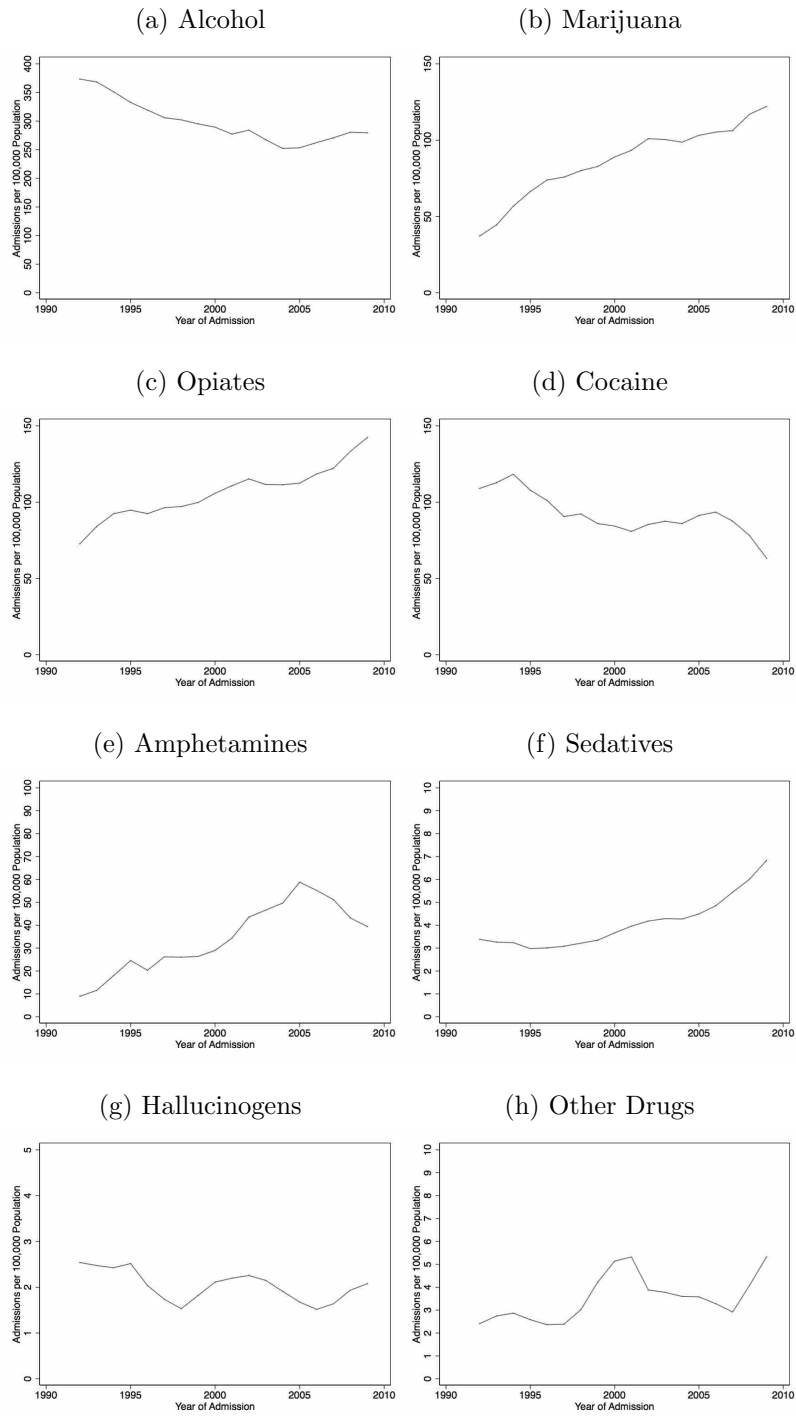 (a) Alcohol
Admissions per 100,000 Population
0 50 100 150 200 250 300 350 400
1990 1995 2000 2005 2010
Year of Admission
(b) Marijuana
Admissions per 100,000 Population
0 50 100 150
1990 1995 2000 2005 2010
Year of Admission
(c) Opiates
Admissions per 100,000 Population
0 50 100 150
1990 1995 2000 2005 2010
Year of Admission
(d) Cocaine
Admissions per 100,000 Population
0 50 100 150
1990 1995 2000 2005 2010
Year of Admission
(e) Amphetamines
Admissions per 100,000 Population
0 10 20 30 40 50 60 70 80 90 100
1990 1995 2000 2005 2010
Year of Admission
(f) Sedatives
Admissions per 100,000 Population
0 1 2 3 4 5 6 7 8 9 10
1990 1995 2000 2005 2010
Year of Admission
(g) Hallucinogens
Admissions per 100,000 Population
0 1 2 3 4 5
1990 1995 2000 2005 2010
Year of Admission
(h) Other Drugs
Admissions per 100,000 Population
0 1 2 3 4 5 6 7 8 9 10
1990 1995 2000 2005 2010
Year of Admission